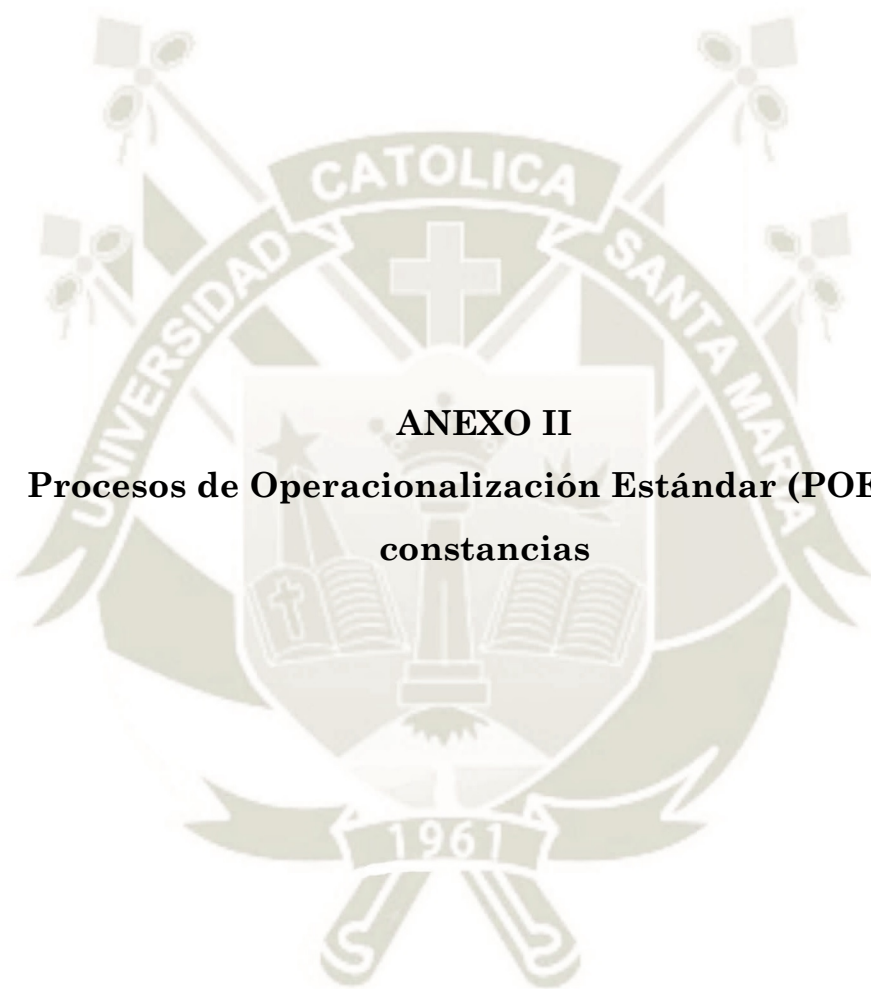 CATOLICA
UNIVERSIDAD
SANTA MARIA
ANEXO II
Procesos de Operacionalización Estándar (POE
constancias
1961